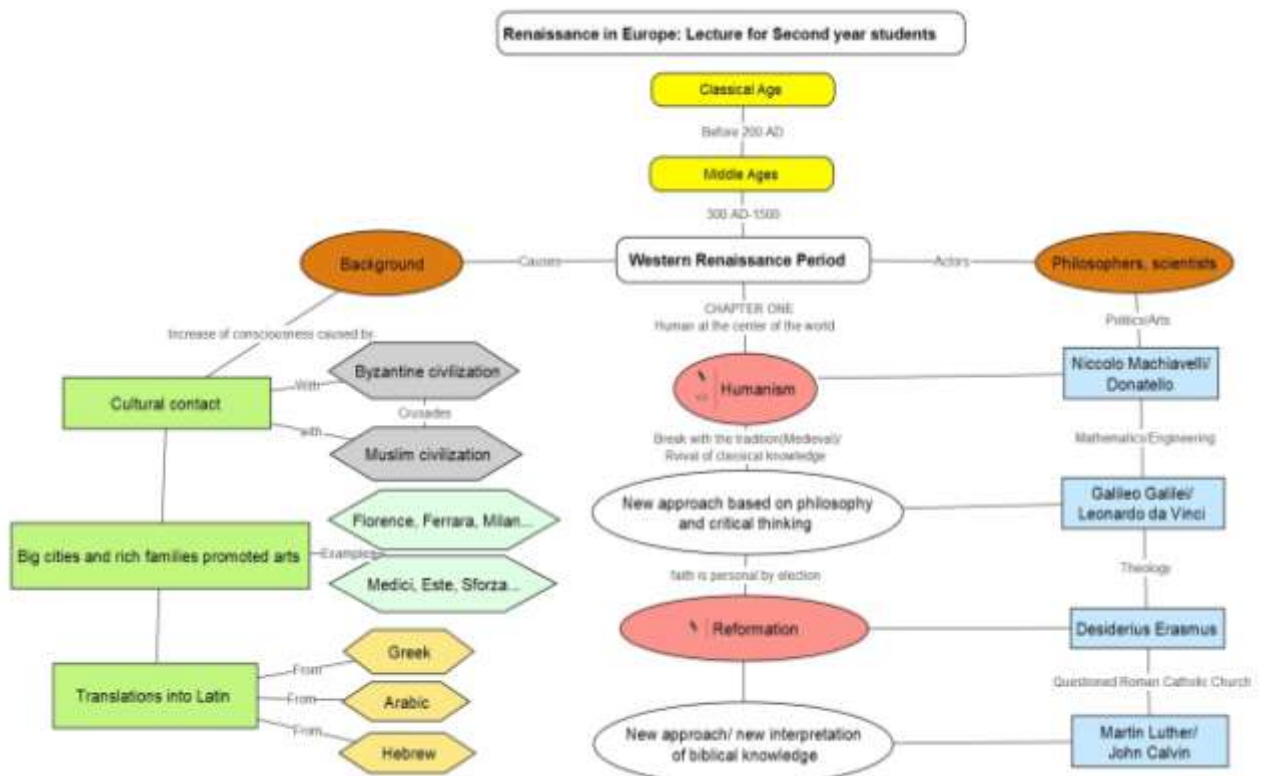 Renaissance in Europe: Lecture for Second year students
Classical Age
Before 200 AD
Middle Ages
300 AD-1500
Background
Causes
Western Renaissance Period
Actors
Philosophers, scientists
CHAPTER ONE
Human at the center of the world
Politics/Arts
Increase of consciousness caused by
Byzantine civilization
Niccolo Machiavelli/
Donatello
Humanism
With
Cultural contact
Crusades
with
Muslim civilization
Break with the tradition(Medieval)/
Rvival of classical knowledge
Mathematics/Engineering
Florence, Ferrara, Milan...
New approach based on philosophy
and critical thinking
Galileo Galilei/
Leonardo da Vinci
Big cities and rich families promoted arts
Examples
Medici, Este, Sforza...
faith is personal by election
Theology
Reformation
Desiderius Erasmus
Greek
From
Translations into Latin
From
Arabic
From
Hebrew
Questioned Roman Catholic Church
New approach/ new interpretation
of biblical knowledge
Martin Luther/
John Calvin